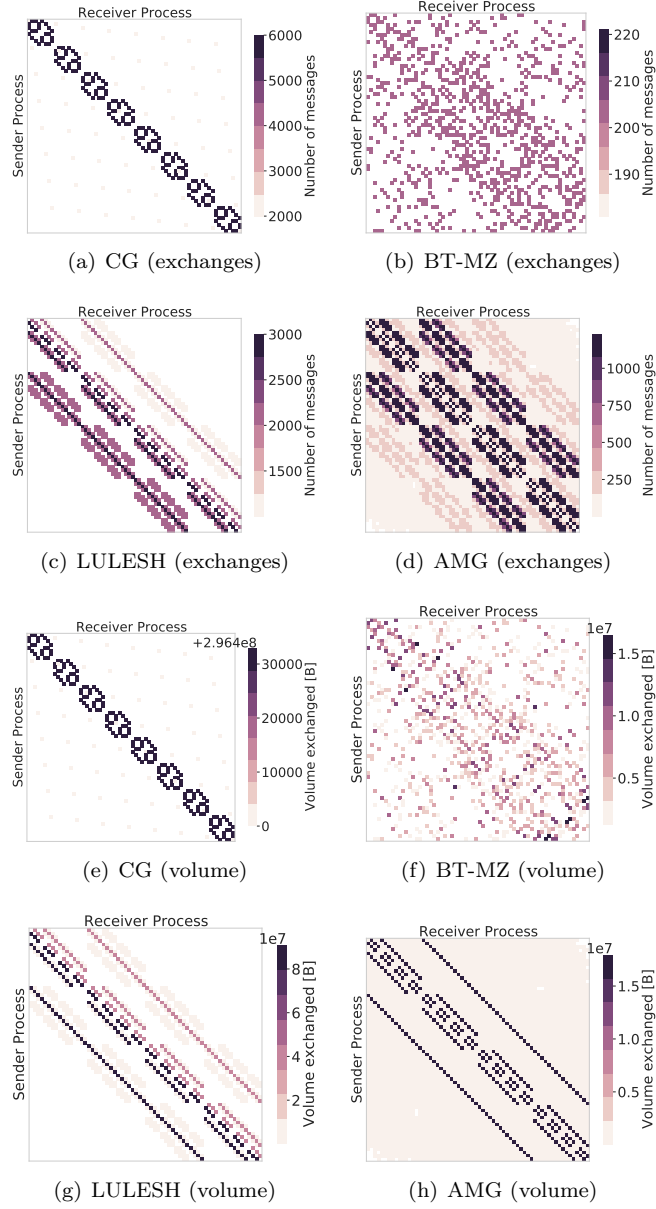 Receiver Process
Sender Process
6000
5000
4000
3000
2000
Number of messages
(a) CG (exchanges)
Receiver Process
Sender Process
220
210
200
190
Number of messages
(b) BT-MZ (exchanges)
Receiver Process
Sender Process
3000
2500
2000
1500
Number of messages
(c) LULESH (exchanges)
Receiver Process
Sender Process
1000
750
500
250
Number of messages
(d) AMG (exchanges)
Receiver Process
+2.964e8
Sender Process
30000
20000
10000
0
Volume exchanged [B]
(e) CG (volume)
Receiver Process
1e7
Sender Process
1.5
1.0
0.5
Volume exchanged [B]
(f) BT-MZ (volume)
Receiver Process
1e7
Sender Process
8
6
4
2
Volume exchanged [B]
(g) LULESH (volume)
Receiver Process
1e7
Sender Process
1.5
1.0
0.5
Volume exchanged [B]
(h) AMG (volume)